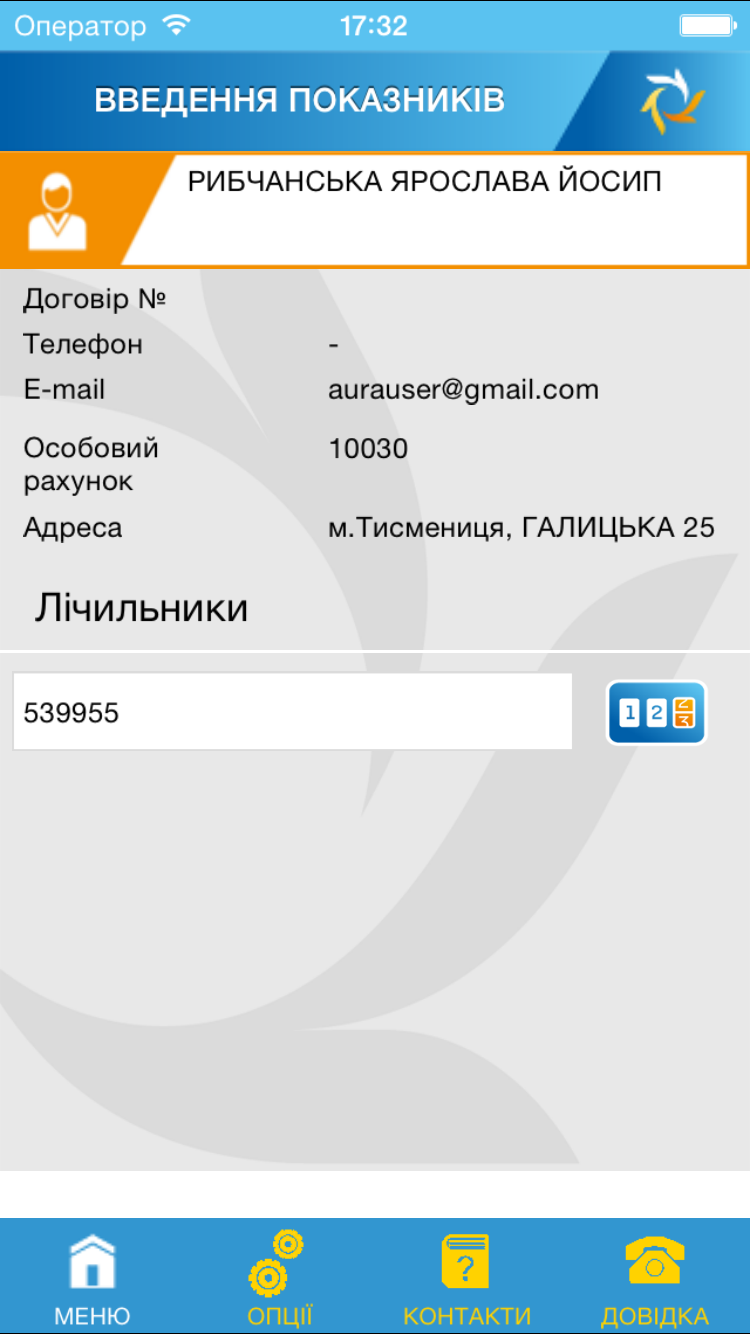 Оператор 17:32
ВВЕДЕННЯ ПОКАЗНИКІВ
РИБЧАНСЬКА ЯРОСЛАВА ЙОСИП
Договір №
Телефон -
E-mail aurauser@gmail.com
Особовий 10030
рахунок
Адреса м.Тисмениця, ГАЛИЦЬКА 25
Лічильники
539955
1 2 2 3
?
МЕНЮ ОПЦІЇ КОНТАКТИ ДОВІДКА